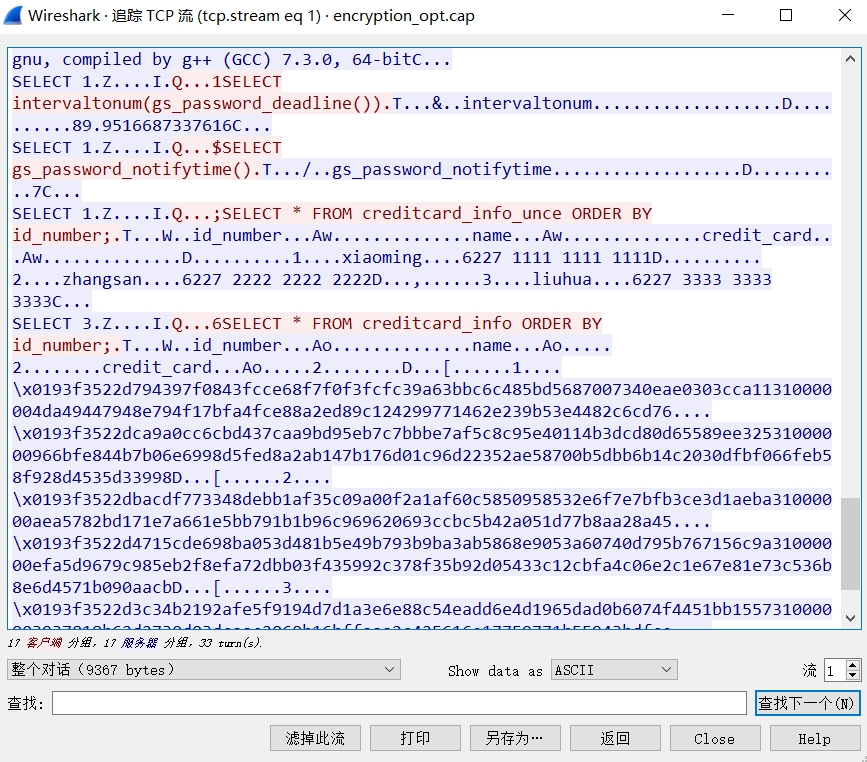 Wireshark · 追踪 TCP 流 (tcp.stream eq 1) · encryption_opt.cap
gnu, compiled by g++ (GCC) 7.3.0, 64-bitC...
SELECT 1.Z....I.Q...1SELECT
intervaltonum(gs_password_deadline()).T...&..intervaltonum...................D....
......89.9516687337616C...
SELECT 1.Z....I.Q...$SELECT
gs_password_notifytime().T.../..gs_password_notifytime...................D........
..7C...
SELECT 1.Z....I.Q...;SELECT * FROM creditcard_info_unce ORDER BY
id_number;.T...W..id_number...Aw..............name...Aw..............credit_card..
.Aw..............D..........1....xiaoming....6227 1111 1111 1111D..........
2....zhangsan....6227 2222 2222 2222D...,......3....liuhua....6227 3333 3333
3333C...
SELECT 3.Z....I.Q...6SELECT * FROM creditcard_info ORDER BY
id_number;.T...W..id_number...Ao..............name...Ao.....
2........credit_card...Ao.....2........D...[......1....
\x0193f3522d794397f0843fcce68f7f0f3fcfc39a63bbc6c485bd5687007340eae0303cca11310000
004da49447948e794f17bfa4fce88a2ed89c124299771462e239b53e4482c6cd76....
\x0193f3522dca9a0cc6cbd437caa9bd95eb7c7bbbe7af5c8c95e40114b3dcd80d65589ee325310000
00966bfe844b7b06e6998d5fed8a2ab147b176d01c96d22352ae58700b5dbb6b14c2030dfbf066feb5
8f928d4535d33998D...[......2....
\x0193f3522dbacdf773348debb1af35c09a00f2a1af60c5850958532e6f7e7bfb3ce3d1aeba310000
00aea5782bd171e7a661e5bb791b1b96c969620693ccbc5b42a051d77b8aa28a45....
\x0193f3522d4715cde698ba053d481b5e49b793b9ba3ab5868e9053a60740d795b767156c9a310000
00efa5d9679c985eb2f8efa72dbb03f435992c378f35b92d05433c12cbfa4c06e2c1e67e81e73c536b
8e6d4571b090aacbD...[......3....
\x0193f3522d3c34b2192afe5f9194d7d1a3e6e88c54eadd6e4d1965dad0b6074f4451bb1557310000
17 客户端 分组, 17 服务器 分组, 33 turn(s).
整个对话 (9367 bytes)
Show data as ASCII
流 1
查找:
查找下一个(N)
滤掉此流
打印
另存为…
返回
Close
Help